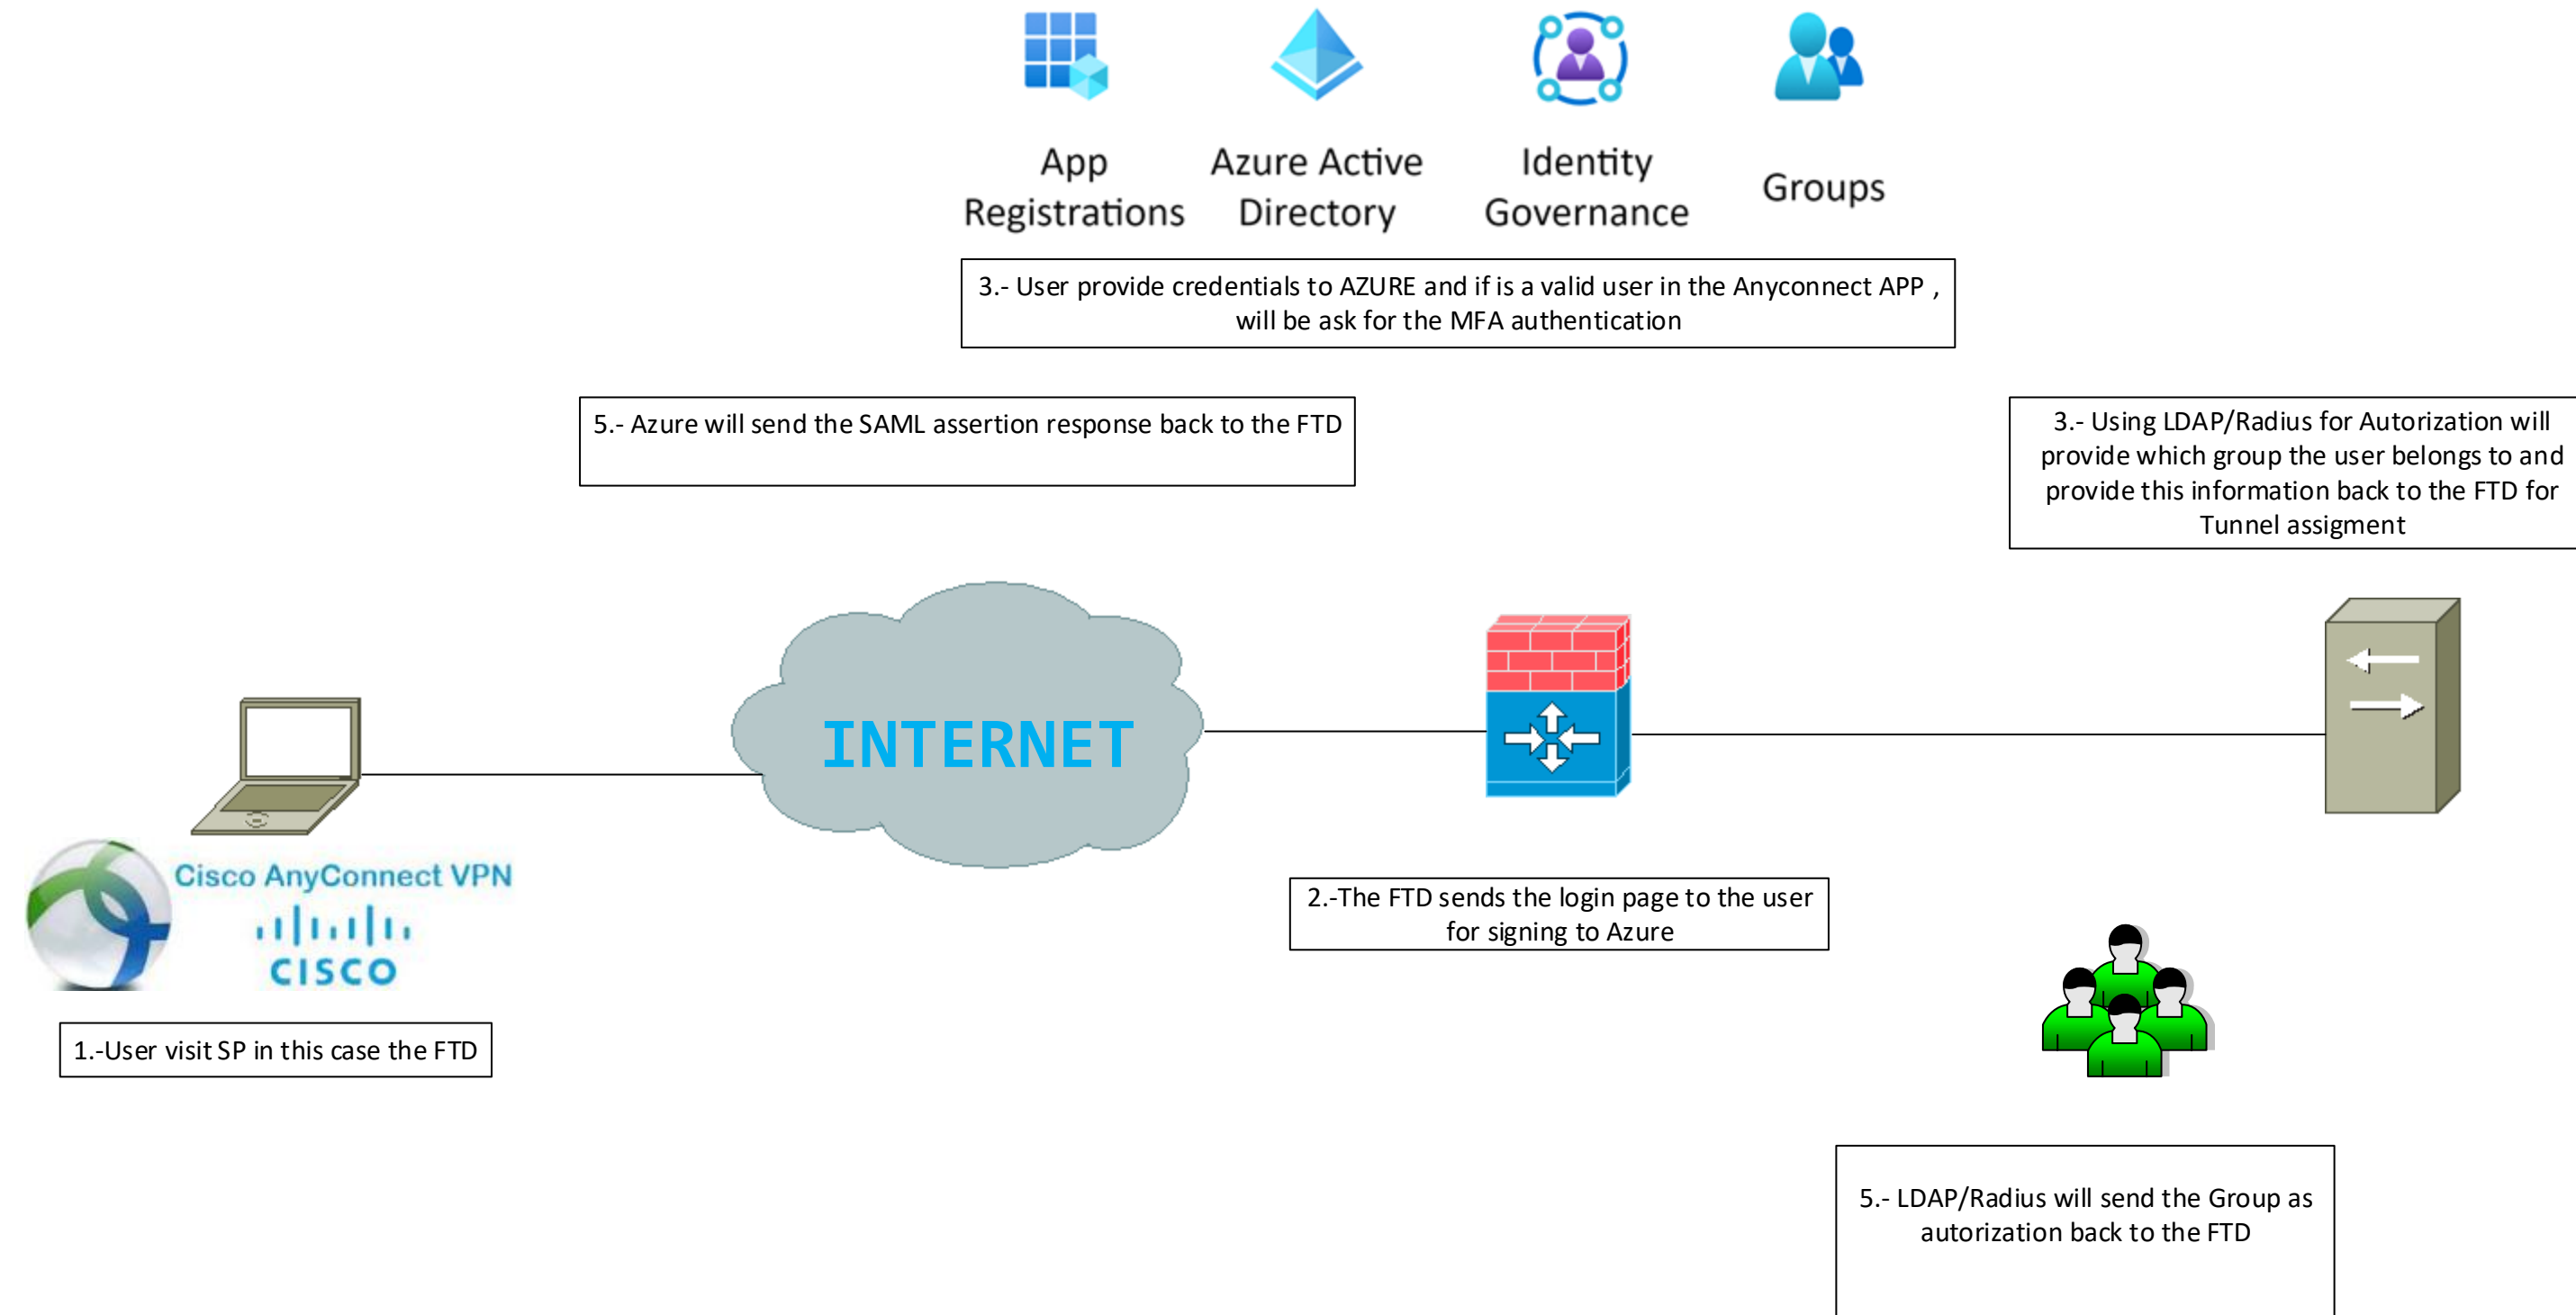 App
Registrations
Azure Active
Directory
Identity
Governance
Groups
3.- User provide credentials to AZURE and if is a valid user in the Anyconnect APP ,
will be ask for the MFA authentication
5.- Azure will send the SAML assertion response back to the FTD
3.- Using LDAP/Radius for Autorization will
provide which group the user belongs to and
provide this information back to the FTD for
Tunnel assigment
INTERNET
Cisco AnyConnect VPN
CISCO
2.-The FTD sends the login page to the user
for signing to Azure
1.-User visit SP in this case the FTD
5.- LDAP/Radius will send the Group as
autorization back to the FTD